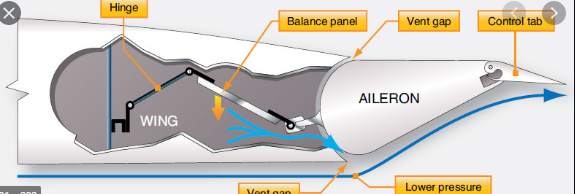 Hinge
Balance panel
Vent gap
Control tab
AILERON
WING
Vent gap
Lower pressure